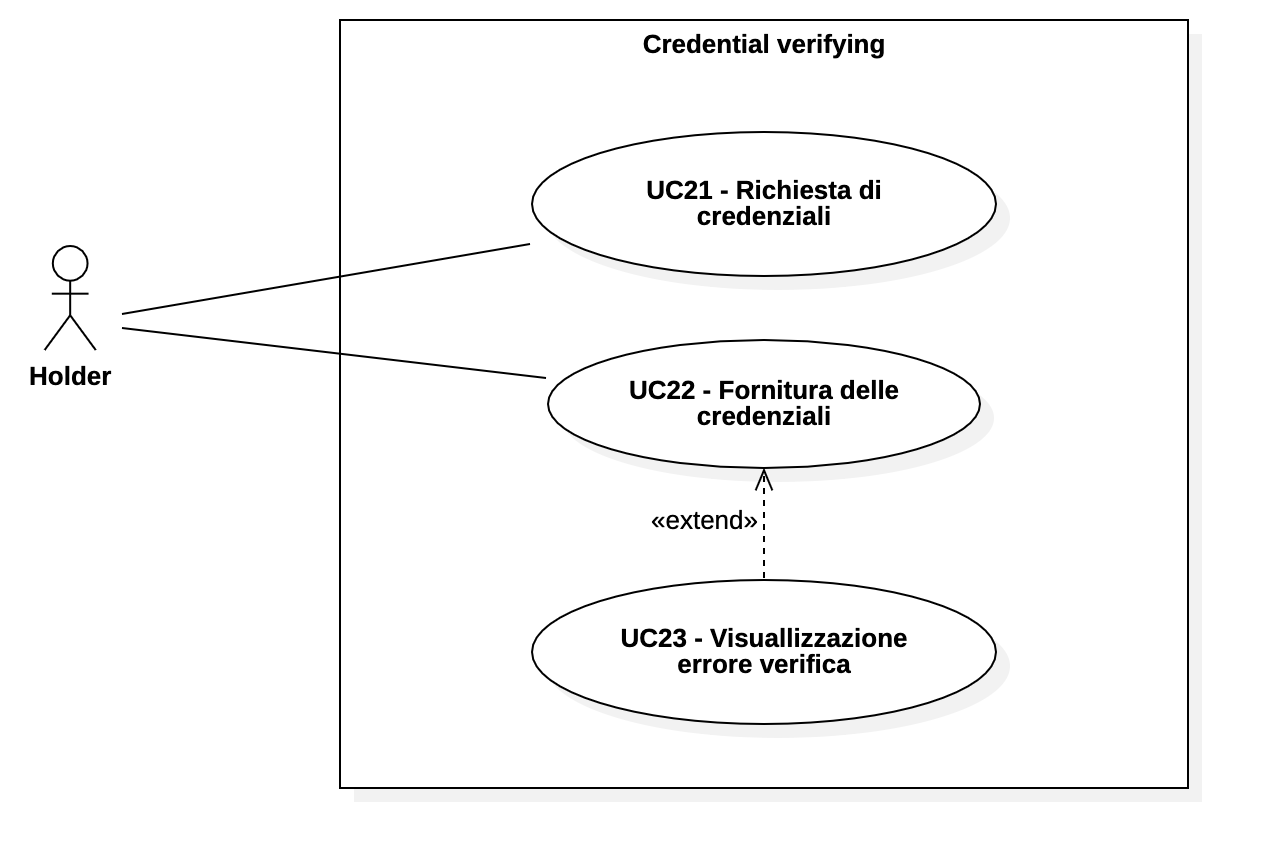 Credential verifying
UC21 - Richiesta di
credenziali
Holder
UC22 - Fornitura delle
credenziali
«extend»
UC23 - Visuallizzazione
errore verifica